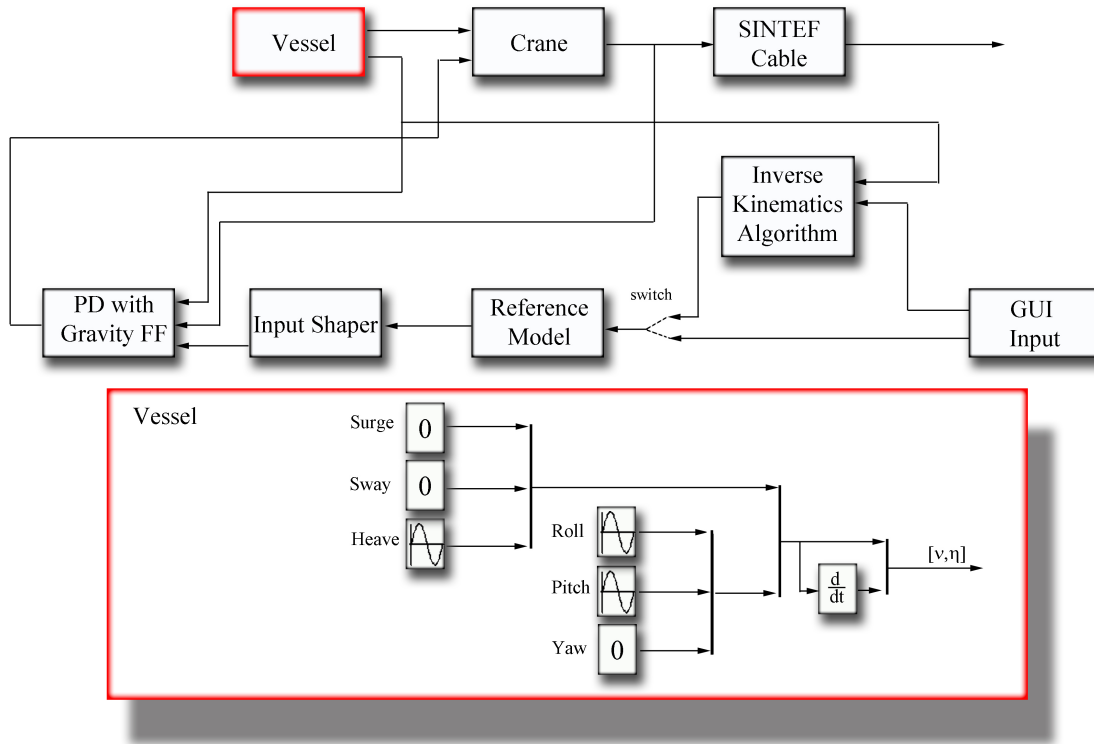 Vessel
Crane
SINTEF
Cable
Inverse
Kinematics
Algorithm
switch
PD with
Gravity FF
Input Shaper
Reference
Model
GUI
Input
Vessel
Surge
0
Sway
0
Heave
Roll
Pitch
Yaw
0
d
dt
[ν,η]